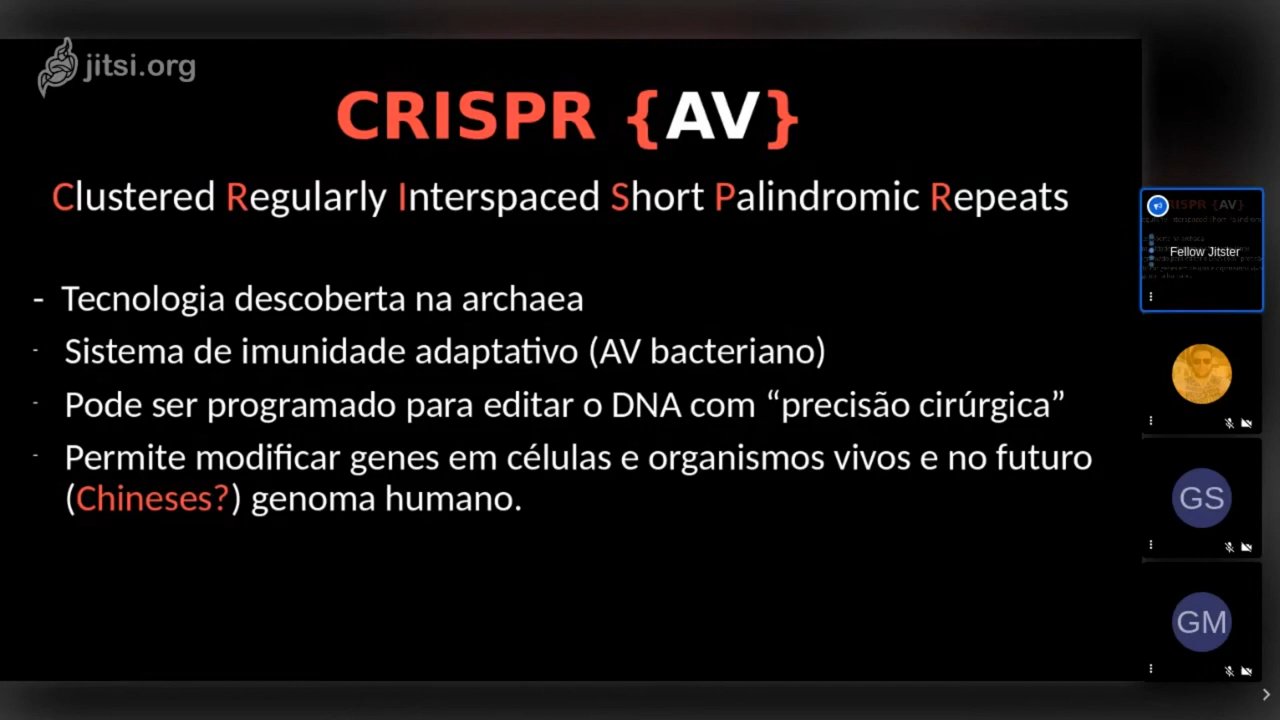 jitsi.org
CRISPR {AV}
Clustered Regularly Interspaced Short Palindromic Repeats
- Tecnologia descoberta na archaea
- Sistema de imunidade adaptativo (AV bacteriano)
- Pode ser programado para editar o DNA com “precisão cirúrgica”
- Permite modificar genes em células e organismos vivos e no futuro
(Chineses?) genoma humano.
Fellow Jitster
GS
GM